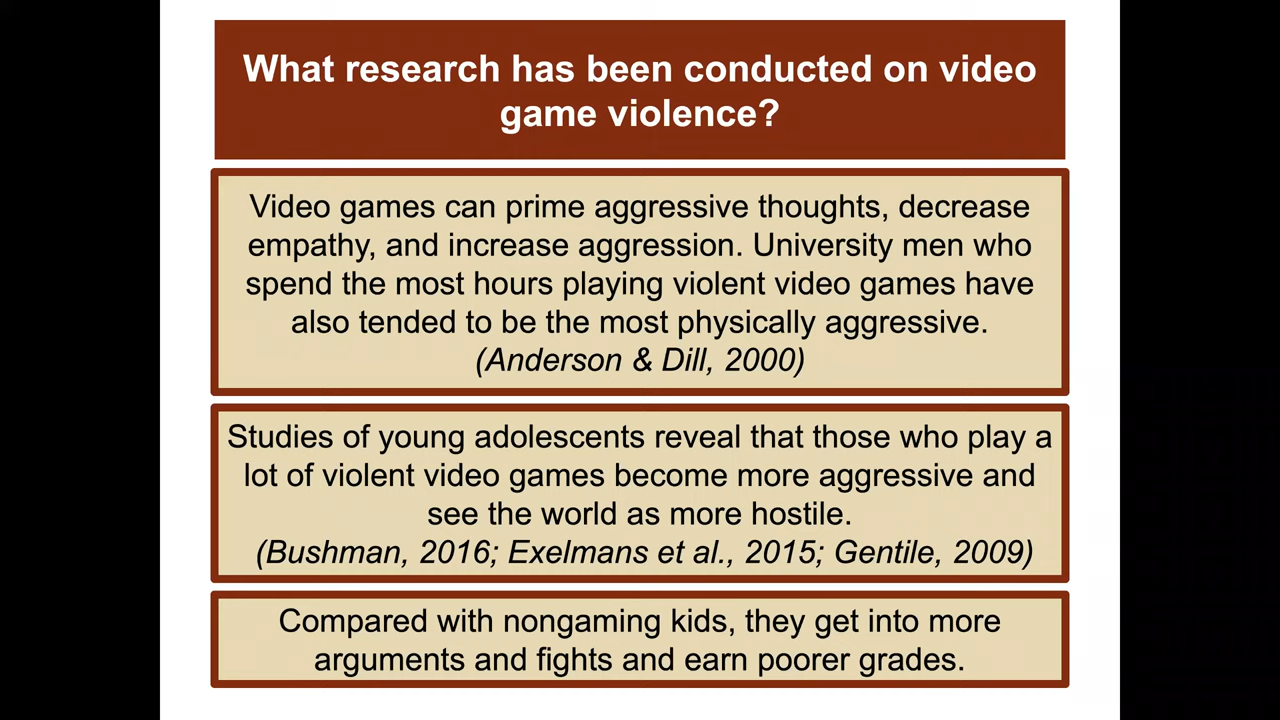 What research has been conducted on video
game violence?
Video games can prime aggressive thoughts, decrease
empathy, and increase aggression. University men who
spend the most hours playing violent video games have
also tended to be the most physically aggressive.
(Anderson & Dill, 2000)
Studies of young adolescents reveal that those who play a
lot of violent video games become more aggressive and
see the world as more hostile.
(Bushman, 2016; Exelmans et al., 2015; Gentile, 2009)
Compared with nongaming kids, they get into more
arguments and fights and earn poorer grades.